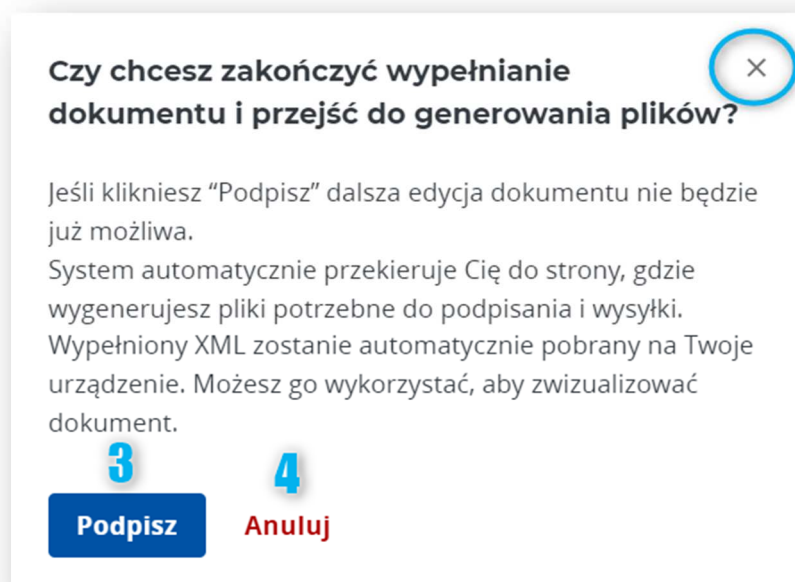 Czy chcesz zakończyć wypełnianie
dokumentu i przejść do generowania plików?
Jeśli klikniesz “Podpisz” dalsza edycja dokumentu nie będzie
już możliwa.
System automatycznie przekieruje Cię do strony, gdzie
wygenerujesz pliki potrzebne do podpisania i wysyłki.
Wypełniony XML zostanie automatycznie pobrany na Twoje
urządzenie. Możesz go wykorzystać, aby zwizualizować
dokument.
3 4
Podpisz Anuluj